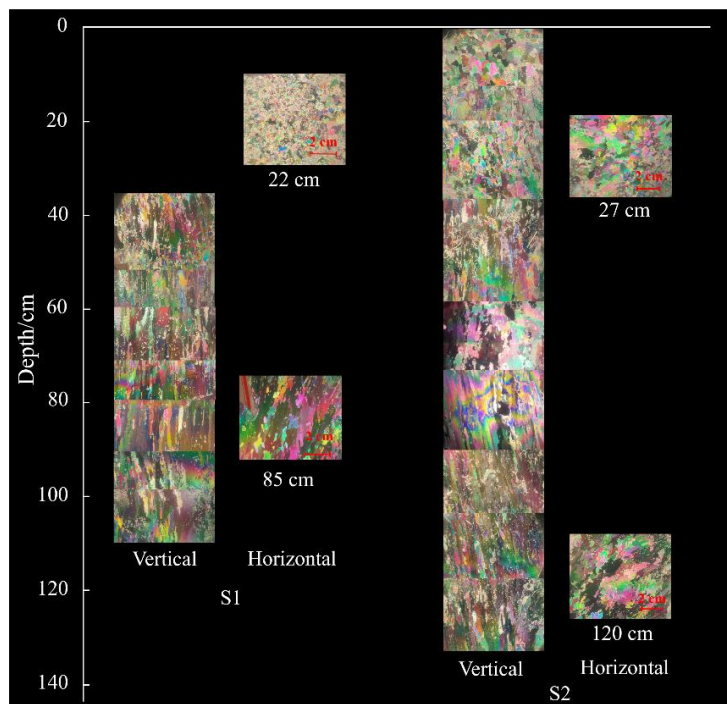 0
20
40
60
80
100
120
140
Depth/cm
2 cm
22 cm
2 cm
85 cm
Vertical
Horizontal
S1
2 cm
27 cm
2 cm
120 cm
Vertical
Horizontal
S2